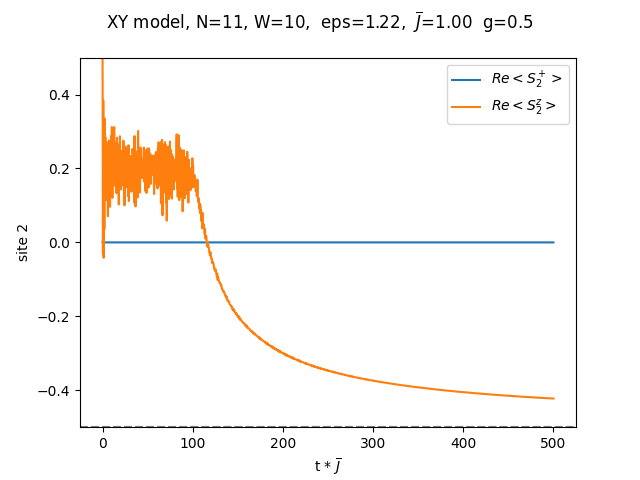 XY model, N=11, W=10, eps=1.22, J̄=1.00 g=0.5
Re < S₂⁺ >
Re < S₂ᶻ >
site 2
0.4
0.2
0.0
−0.2
−0.4
0 100 200 300 400 500
t * J̄